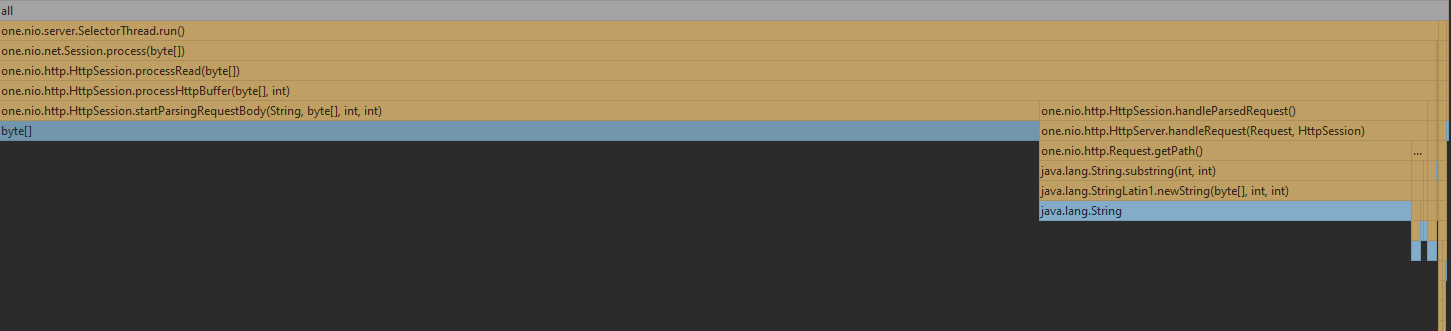 all
one.nio.server.SelectorThread.run()
one.nio.net.Session.process(byte[])
one.nio.http.HttpSession.processRead(byte[])
one.nio.http.HttpSession.processHttpBuffer(byte[], int)
one.nio.http.HttpSession.startParsingRequestBody(String, byte[], int, int)
one.nio.http.HttpSession.handleParsedRequest()
byte[]
one.nio.http.HttpServer.handleRequest(Request, HttpSession)
one.nio.http.Request.getPath()
...
java.lang.String.substring(int, int)
java.lang.StringLatin1.newString(byte[], int, int)
java.lang.String